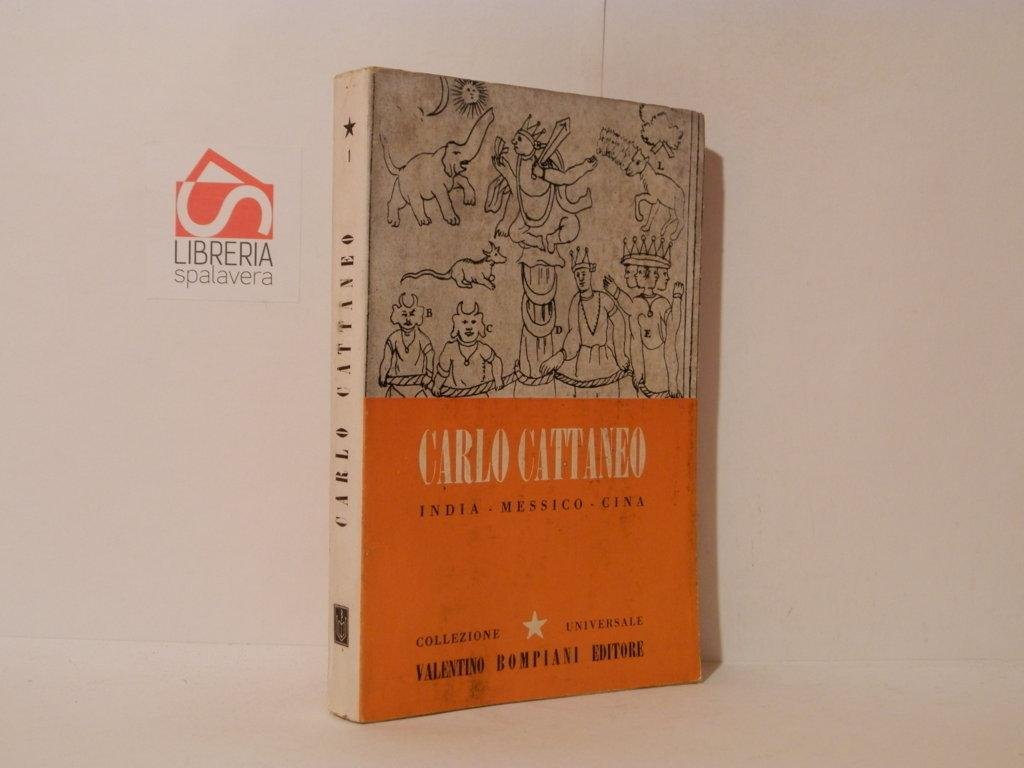 LIBRERIA
spalavera
1
CARLO CATTANEO
B
C
D
E
CARLO CATTANEO
INDIA - MESSICO - CINA
COLLEZIONE UNIVERSALE
VALENTINO BOMPIANI EDITORE